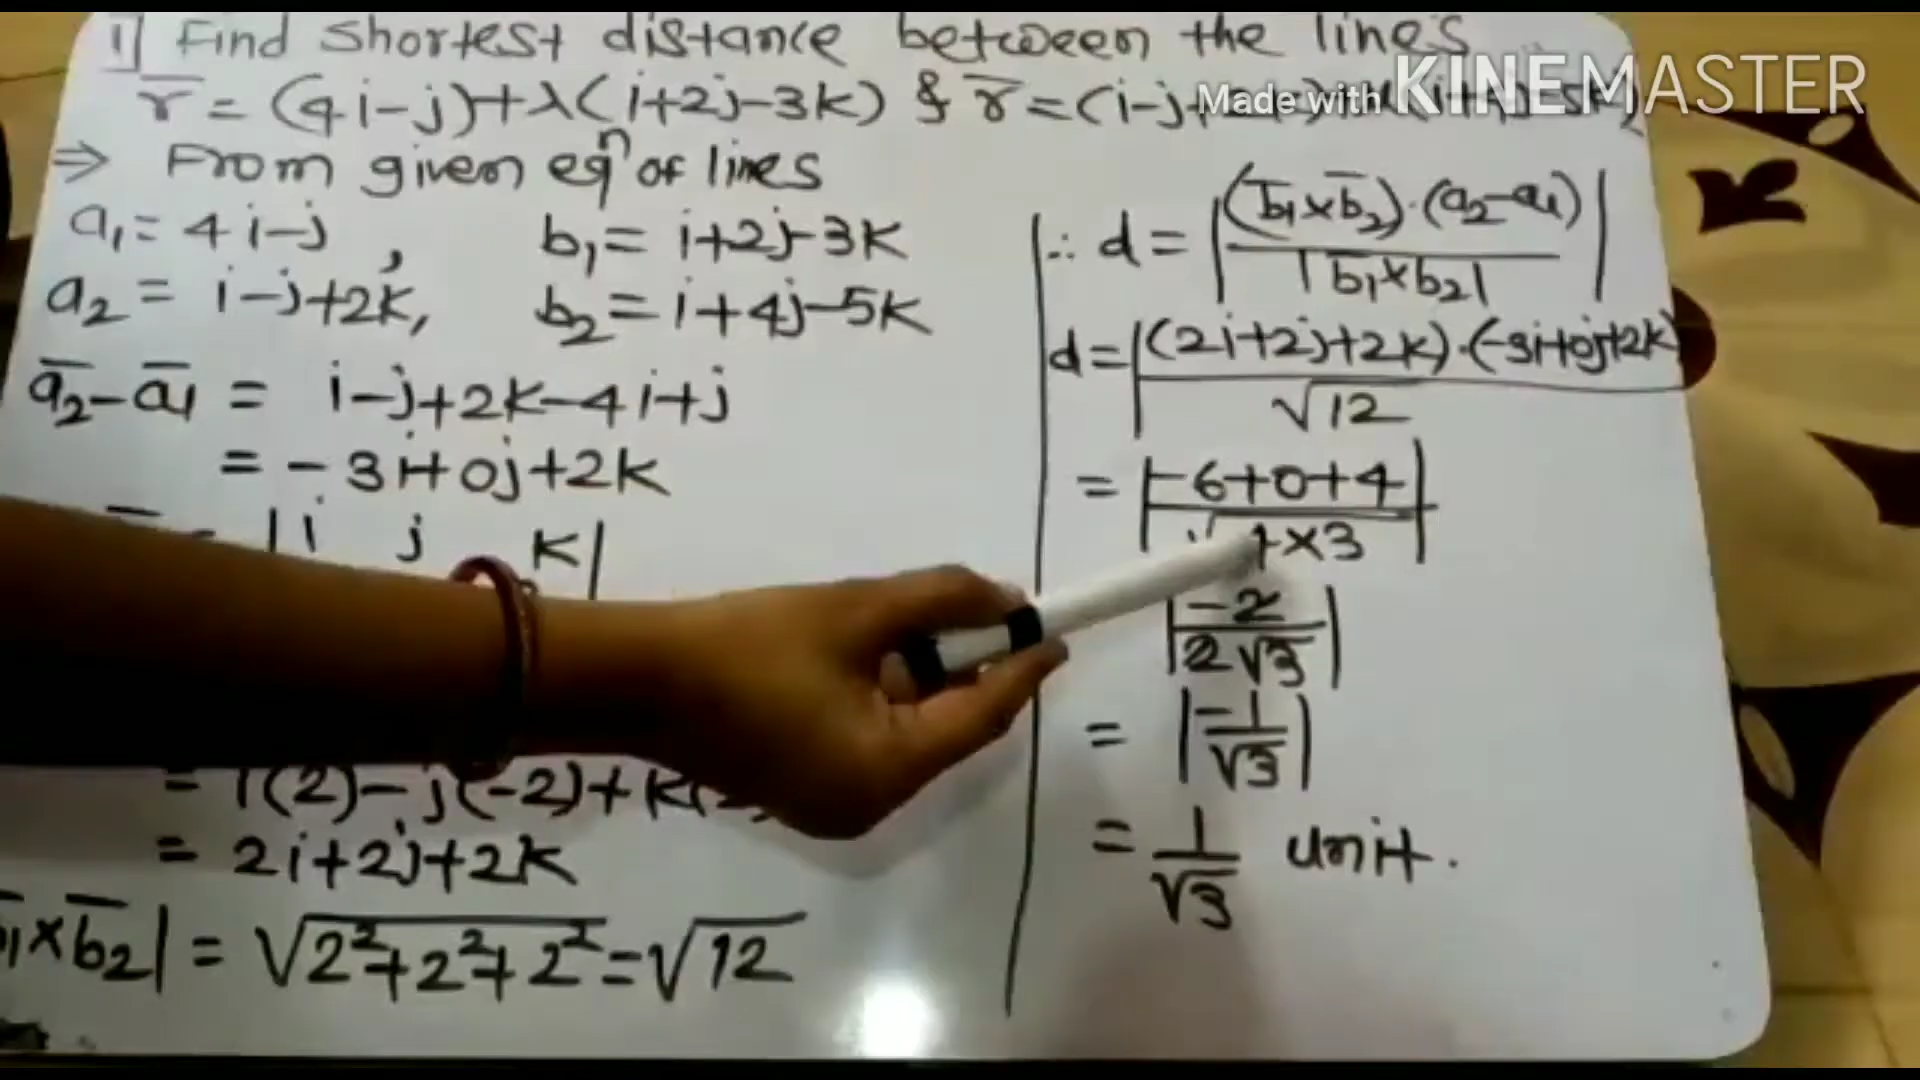 1] Find shortest distance between the lines
r̅ = (4i-j)+λ(i+2j-3k) & r̅ = (i-j+
Made with KINEMASTER
⇒ From given eqⁿ of lines
a₁ = 4i-j , b₁ = i+2j-3k
a₂ = i-j+2k, b₂ = i+4j-5k
a̅₂-a̅₁ = i-j+2k-4i+j
= -3i+0j+2k
= |i j k|
= i(2)-j(-2)+k(
= 2i+2j+2k
×b̅₂| = √2²+2²+2² = √12
∴ d = |(b̅₁×b̅₂)·(a₂-a₁) / |b̅₁×b₂||
d = |(2i+2j+2k)·(-3i+0j+2k) / √12|
= |-6+0+4 / √4×3|
|-2 / 2√3|
= |-1 / √3|
= 1/√3 unit.